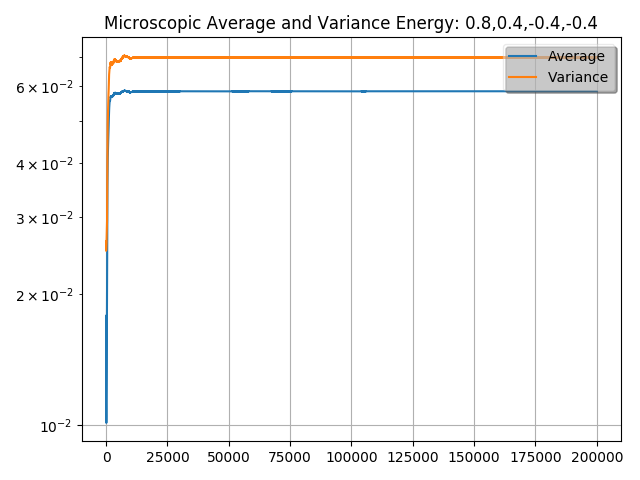 Microscopic Average and Variance Energy: 0.8,0.4,-0.4,-0.4
Average
Variance
6 × 10⁻²
4 × 10⁻²
3 × 10⁻²
2 × 10⁻²
10⁻²
0 25000 50000 75000 100000 125000 150000 175000 200000